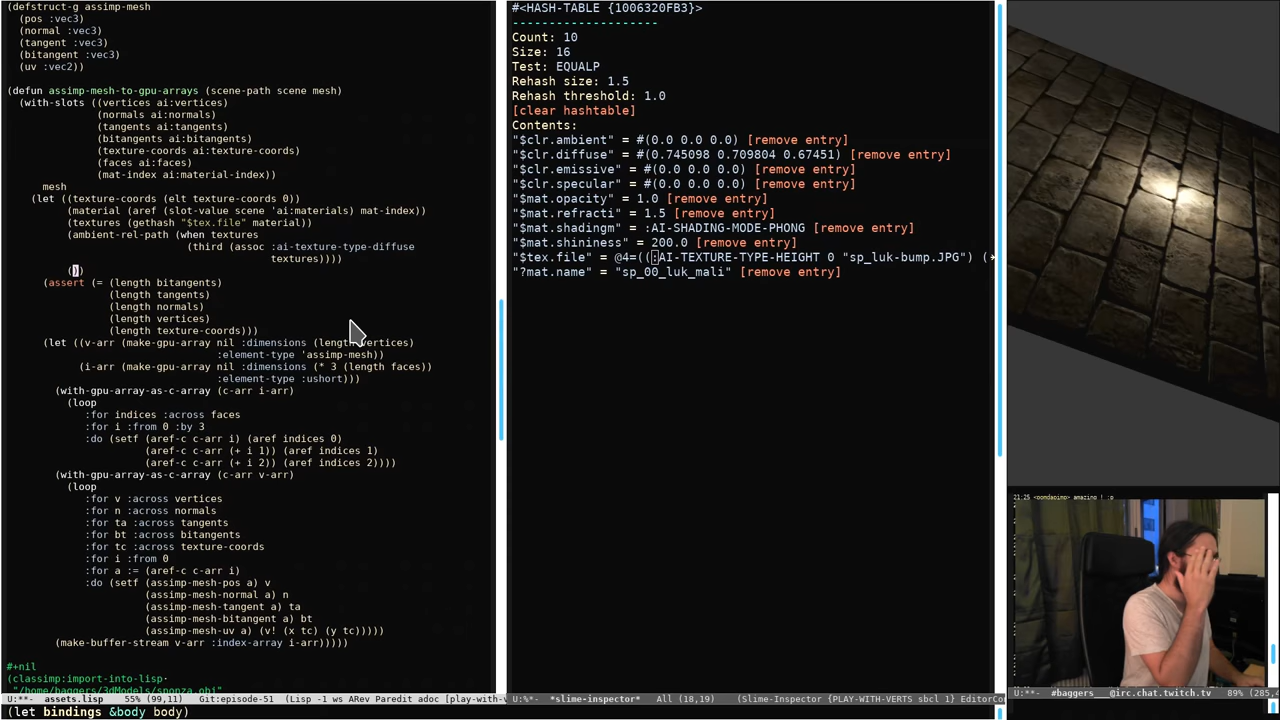 (defstruct-g assimp-mesh
(pos :vec3)
(normal :vec3)
(tangent :vec3)
(bitangent :vec3)
(uv :vec2))
(defun assimp-mesh-to-gpu-arrays (scene-path scene mesh)
(with-slots ((vertices ai:vertices)
(normals ai:normals)
(tangents ai:tangents)
(bitangents ai:bitangents)
(texture-coords ai:texture-coords)
(faces ai:faces)
(mat-index ai:material-index))
mesh
(let ((texture-coords (elt texture-coords 0))
(material (aref (slot-value scene 'ai:materials) mat-index))
(textures (gethash "$tex.file" material))
(ambient-rel-path (when textures
(third (assoc :ai-texture-type-diffuse
textures))))
())
(assert (= (length bitangents)
(length tangents)
(length normals)
(length vertices)
(length texture-coords)))
(let ((v-arr (make-gpu-array nil :dimensions (length vertices)
:element-type 'assimp-mesh))
(i-arr (make-gpu-array nil :dimensions (* 3 (length faces))
:element-type :ushort)))
(with-gpu-array-as-c-array (c-arr i-arr)
(loop
:for indices :across faces
:for i :from 0 :by 3
:do (setf (aref-c c-arr i) (aref indices 0)
(aref-c c-arr (+ i 1)) (aref indices 1)
(aref-c c-arr (+ i 2)) (aref indices 2))))
(with-gpu-array-as-c-array (c-arr v-arr)
(loop
:for v :across vertices
:for n :across normals
:for ta :across tangents
:for bt :across bitangents
:for tc :across texture-coords
:for i :from 0
:for a := (aref-c c-arr i)
:do (setf (assimp-mesh-pos a) v
(assimp-mesh-normal a) n
(assimp-mesh-tangent a) ta
(assimp-mesh-bitangent a) bt
(assimp-mesh-uv a) (v! (x tc) (y tc)))))
(make-buffer-stream v-arr :index-array i-arr)))))
#+nil
(classimp:import-into-lisp
"/home/baggers/3dModels/sponza.obj"
U:**- assets.lisp 55% (99,11) Git:episode-51 (Lisp -1 ws ARev Paredit adoc [play-with-v
(let bindings &body body)
#<HASH-TABLE {1006320FB3}>
--------------------
Count: 10
Size: 16
Test: EQUALP
Rehash size: 1.5
Rehash threshold: 1.0
[clear hashtable]
Contents:
"$clr.ambient" = #(0.0 0.0 0.0) [remove entry]
"$clr.diffuse" = #(0.745098 0.709804 0.67451) [remove entry]
"$clr.emissive" = #(0.0 0.0 0.0) [remove entry]
"$clr.specular" = #(0.0 0.0 0.0) [remove entry]
"$mat.opacity" = 1.0 [remove entry]
"$mat.refracti" = 1.5 [remove entry]
"$mat.shadingm" = :AI-SHADING-MODE-PHONG [remove entry]
"$mat.shininess" = 200.0 [remove entry]
"$tex.file" = @4=((:AI-TEXTURE-TYPE-HEIGHT 0 "sp_luk-bump.JPG") (
"?mat.name" = "sp_00_luk_mali" [remove entry]
U:%*- *slime-inspector* All (18,19) (Slime-Inspector {PLAY-WITH-VERTS sbcl 1} EditorCon
21:25
amazing ! :o
U:**- #baggers___@irc.chat.twitch.tv 89% (285,